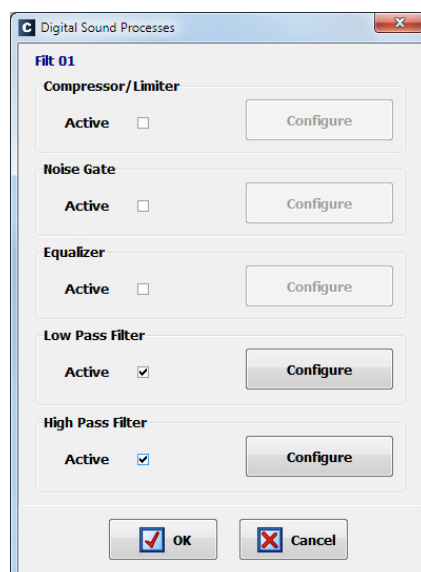 C Digital Sound Processes
Filt 01
Compressor/Limiter
Active Configure
Noise Gate
Active Configure
Equalizer
Active Configure
Low Pass Filter
Active Configure
High Pass Filter
Active Configure
OK Cancel